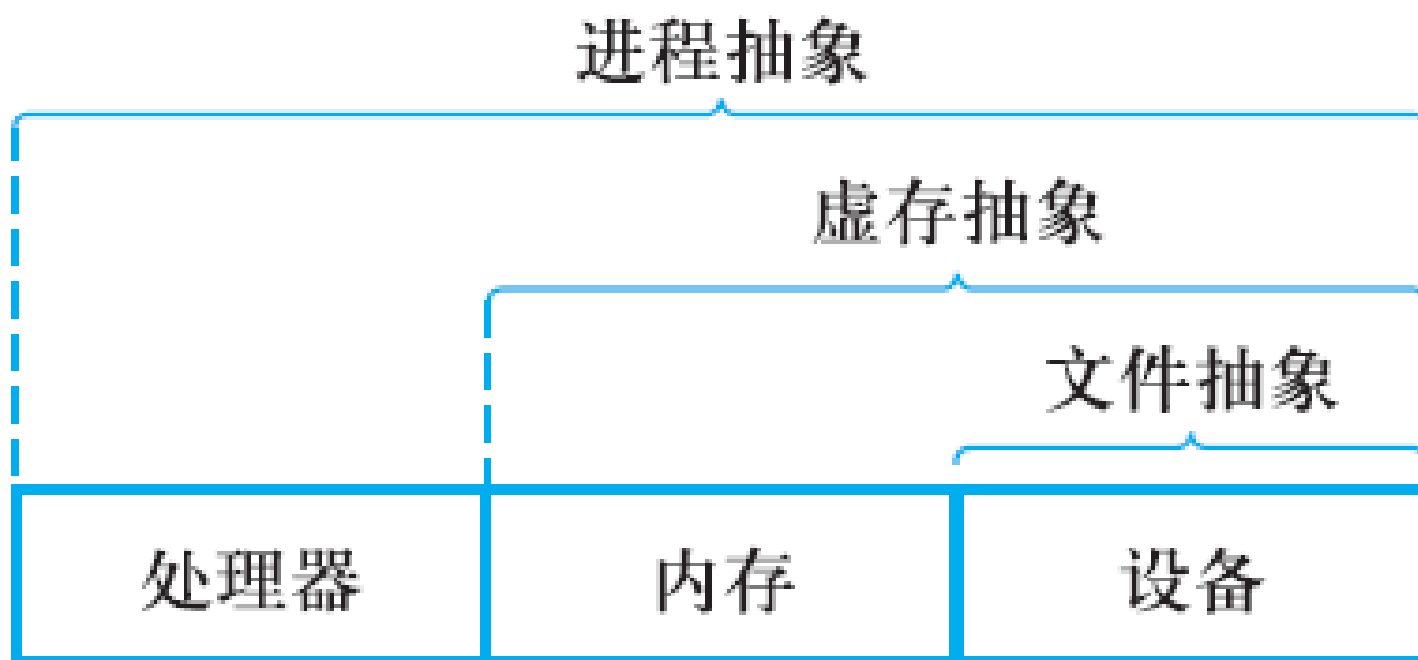 进程抽象
虚存抽象
文件抽象
处理器
内存
设备